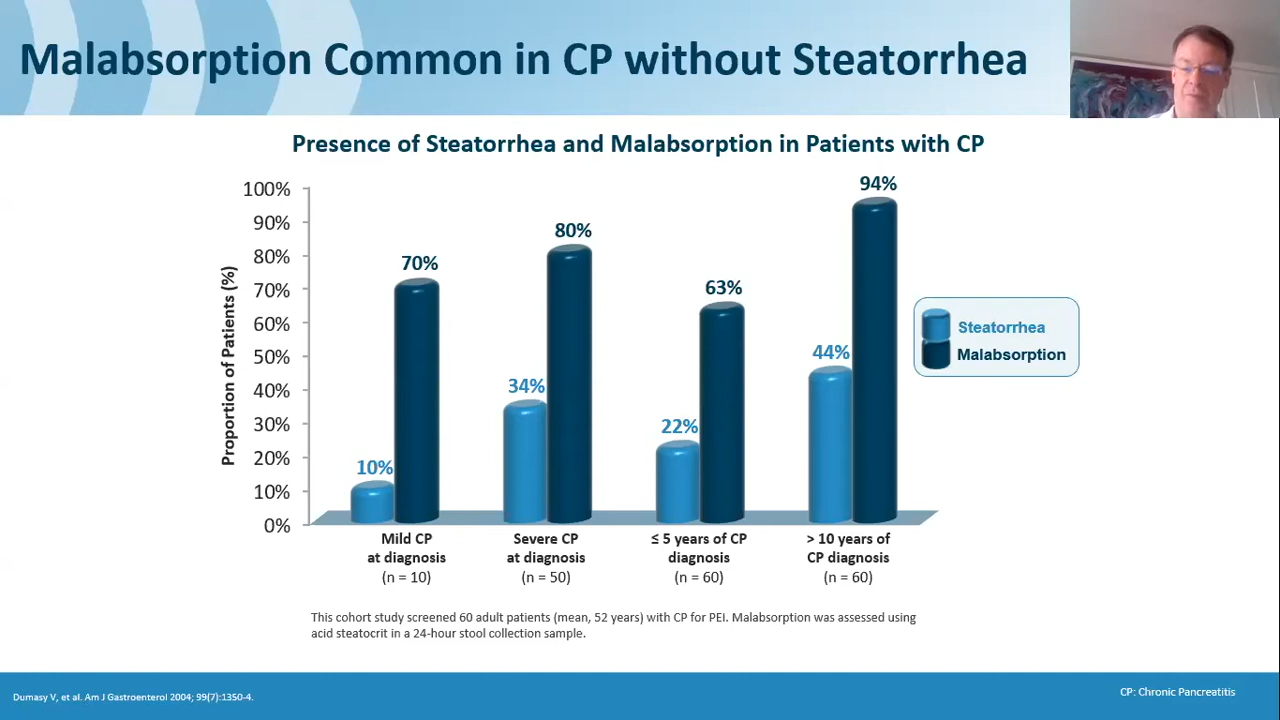 Malabsorption Common in CP without Steatorrhea
Presence of Steatorrhea and Malabsorption in Patients with CP
Proportion of Patients (%)
100%
90%
80%
70%
60%
50%
40%
30%
20%
10%
0%
10%
70%
34%
80%
22%
63%
44%
94%
Steatorrhea
Malabsorption
Mild CP
at diagnosis
(n = 10)
Severe CP
at diagnosis
(n = 50)
≤ 5 years of CP
diagnosis
(n = 60)
> 10 years of
CP diagnosis
(n = 60)
This cohort study screened 60 adult patients (mean, 52 years) with CP for PEI. Malabsorption was assessed using
acid steatocrit in a 24-hour stool collection sample.
Dumasy V, et al. Am J Gastroenterol 2004; 99(7):1350-4.
CP: Chronic Pancreatitis